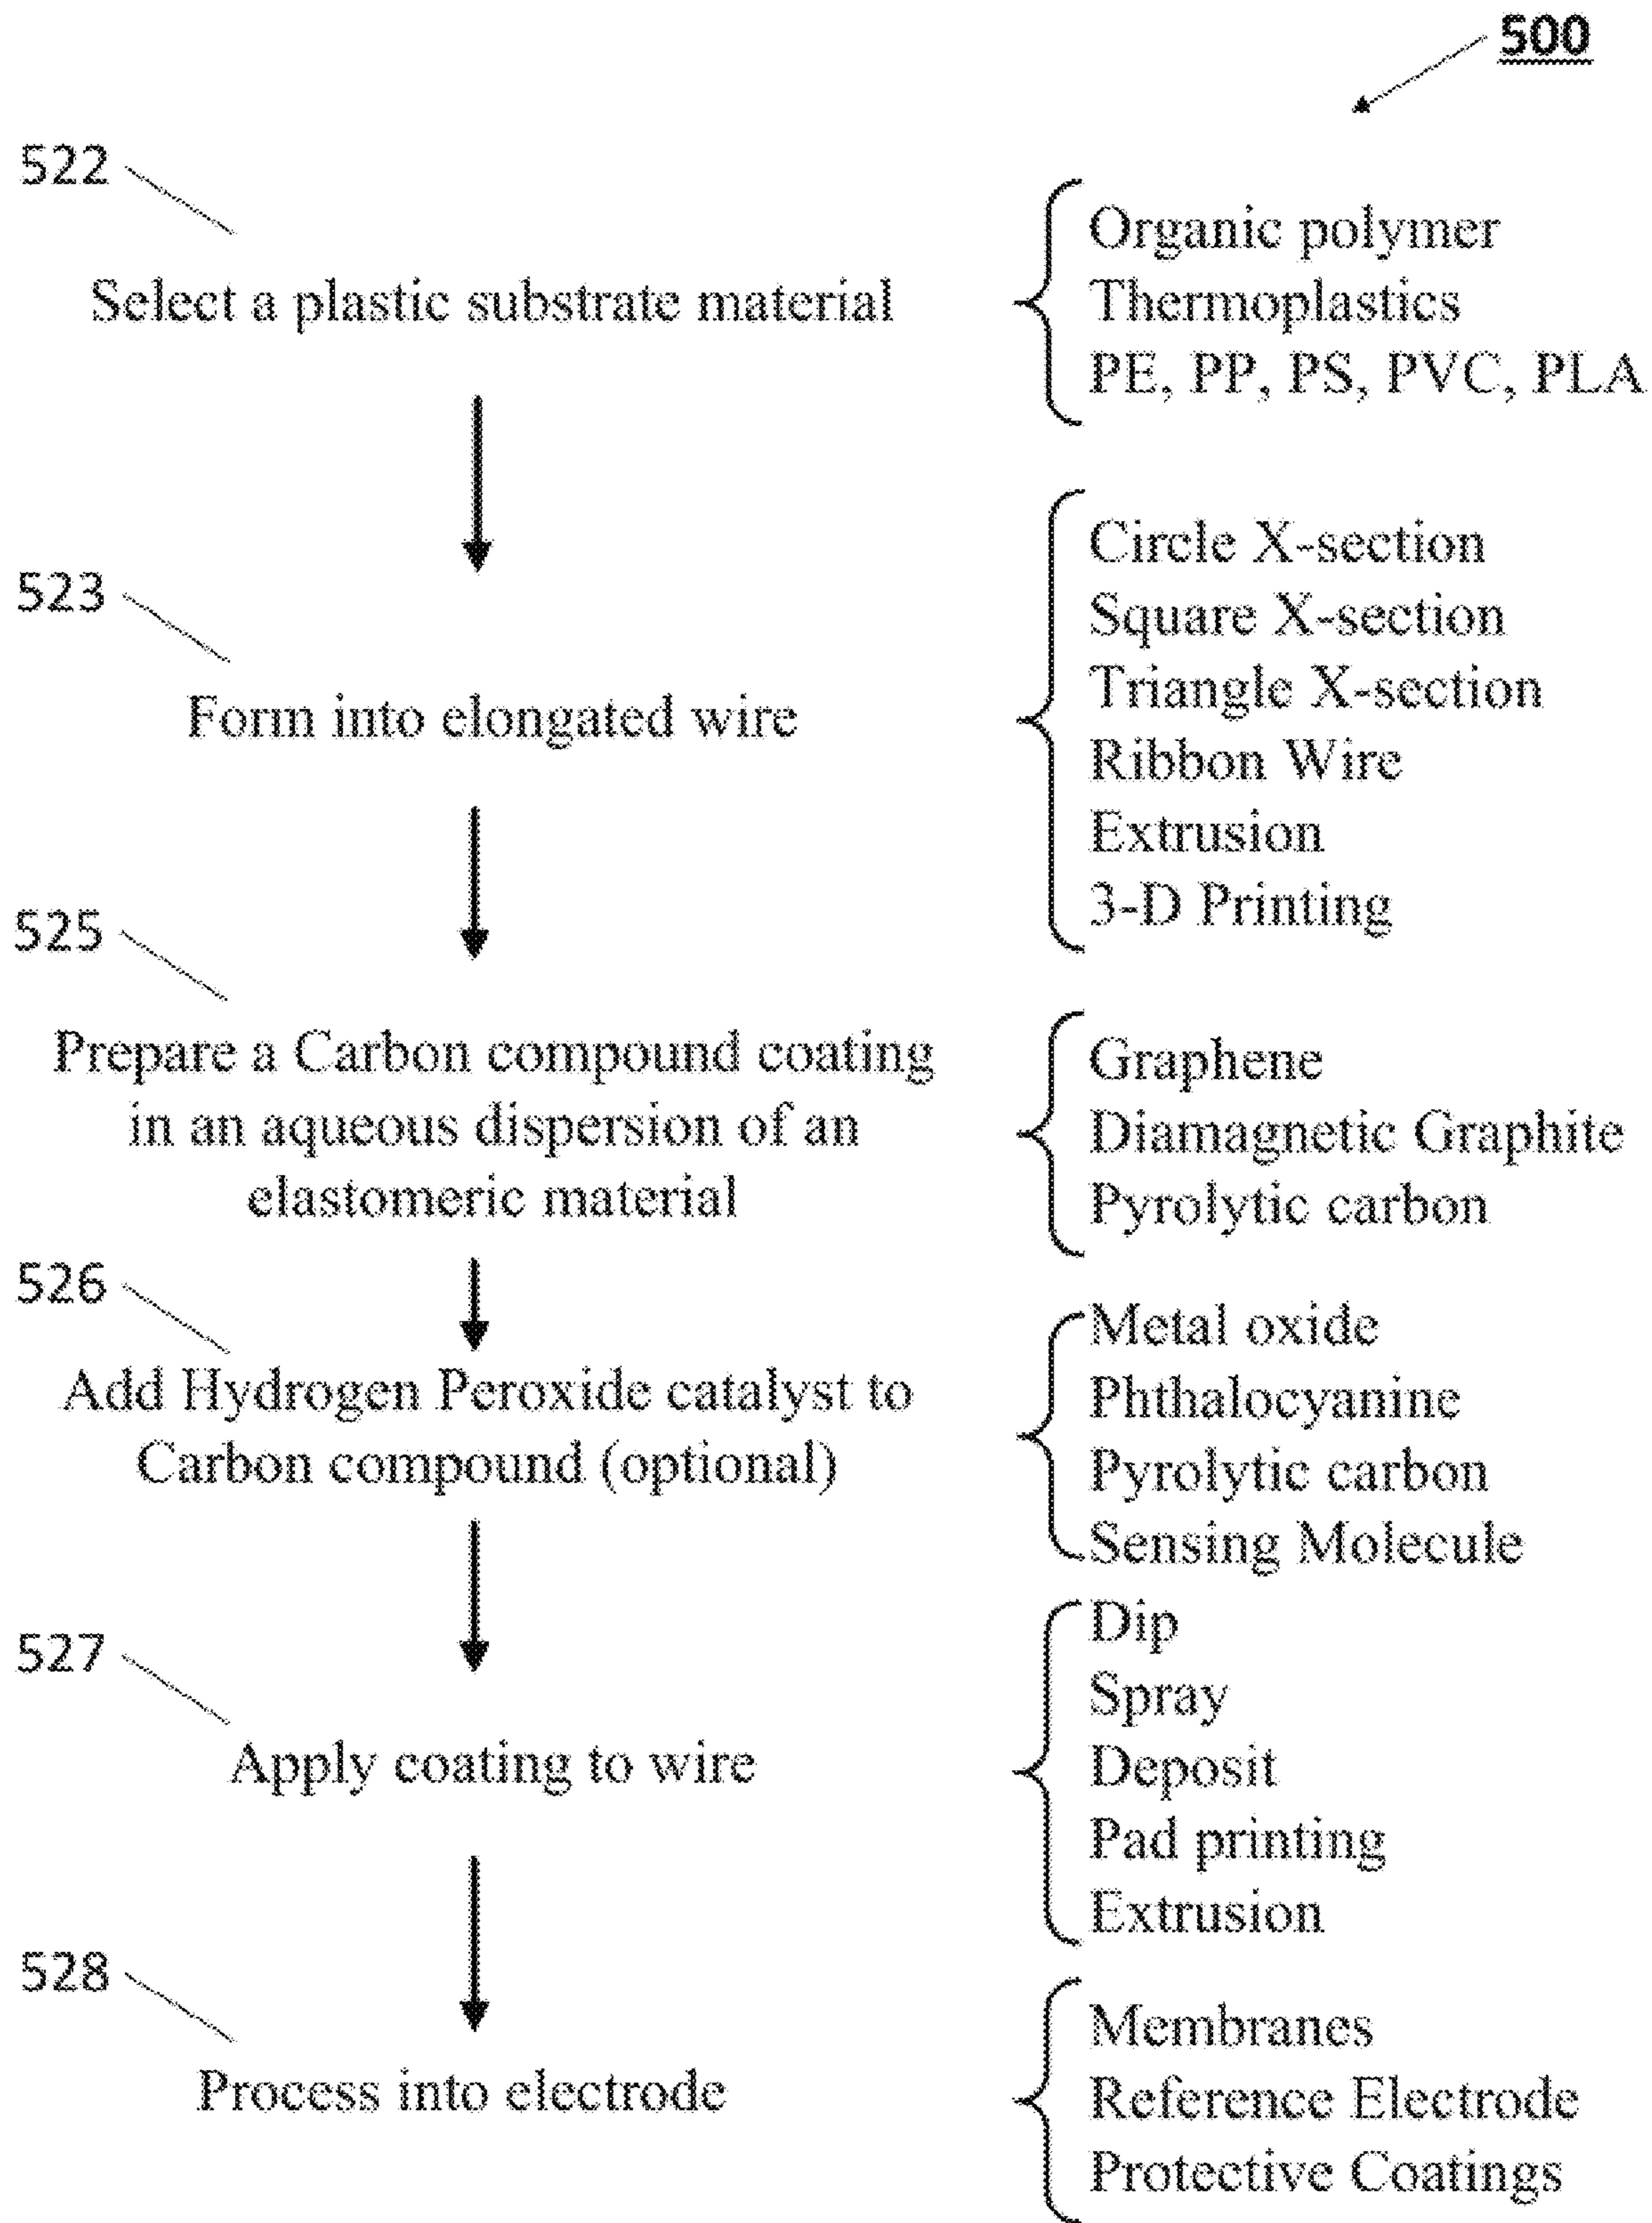 500
522
Select a plastic substrate material
Organic polymer
Thermoplastics
PE, PP, PS, PVC, PLA
523
Form into elongated wire
Circle X-section
Square X-section
Triangle X-section
Ribbon Wire
Extrusion
3-D Printing
525
Prepare a Carbon compound coating
in an aqueous dispersion of an
elastomeric material
Graphene
Diamagnetic Graphite
Pyrolytic carbon
526
Add Hydrogen Peroxide catalyst to
Carbon compound (optional)
Metal oxide
Phthalocyanine
Pyrolytic carbon
Sensing Molecule
527
Apply coating to wire
Dip
Spray
Deposit
Pad printing
Extrusion
528
Process into electrode
Membranes
Reference Electrode
Protective Coatings